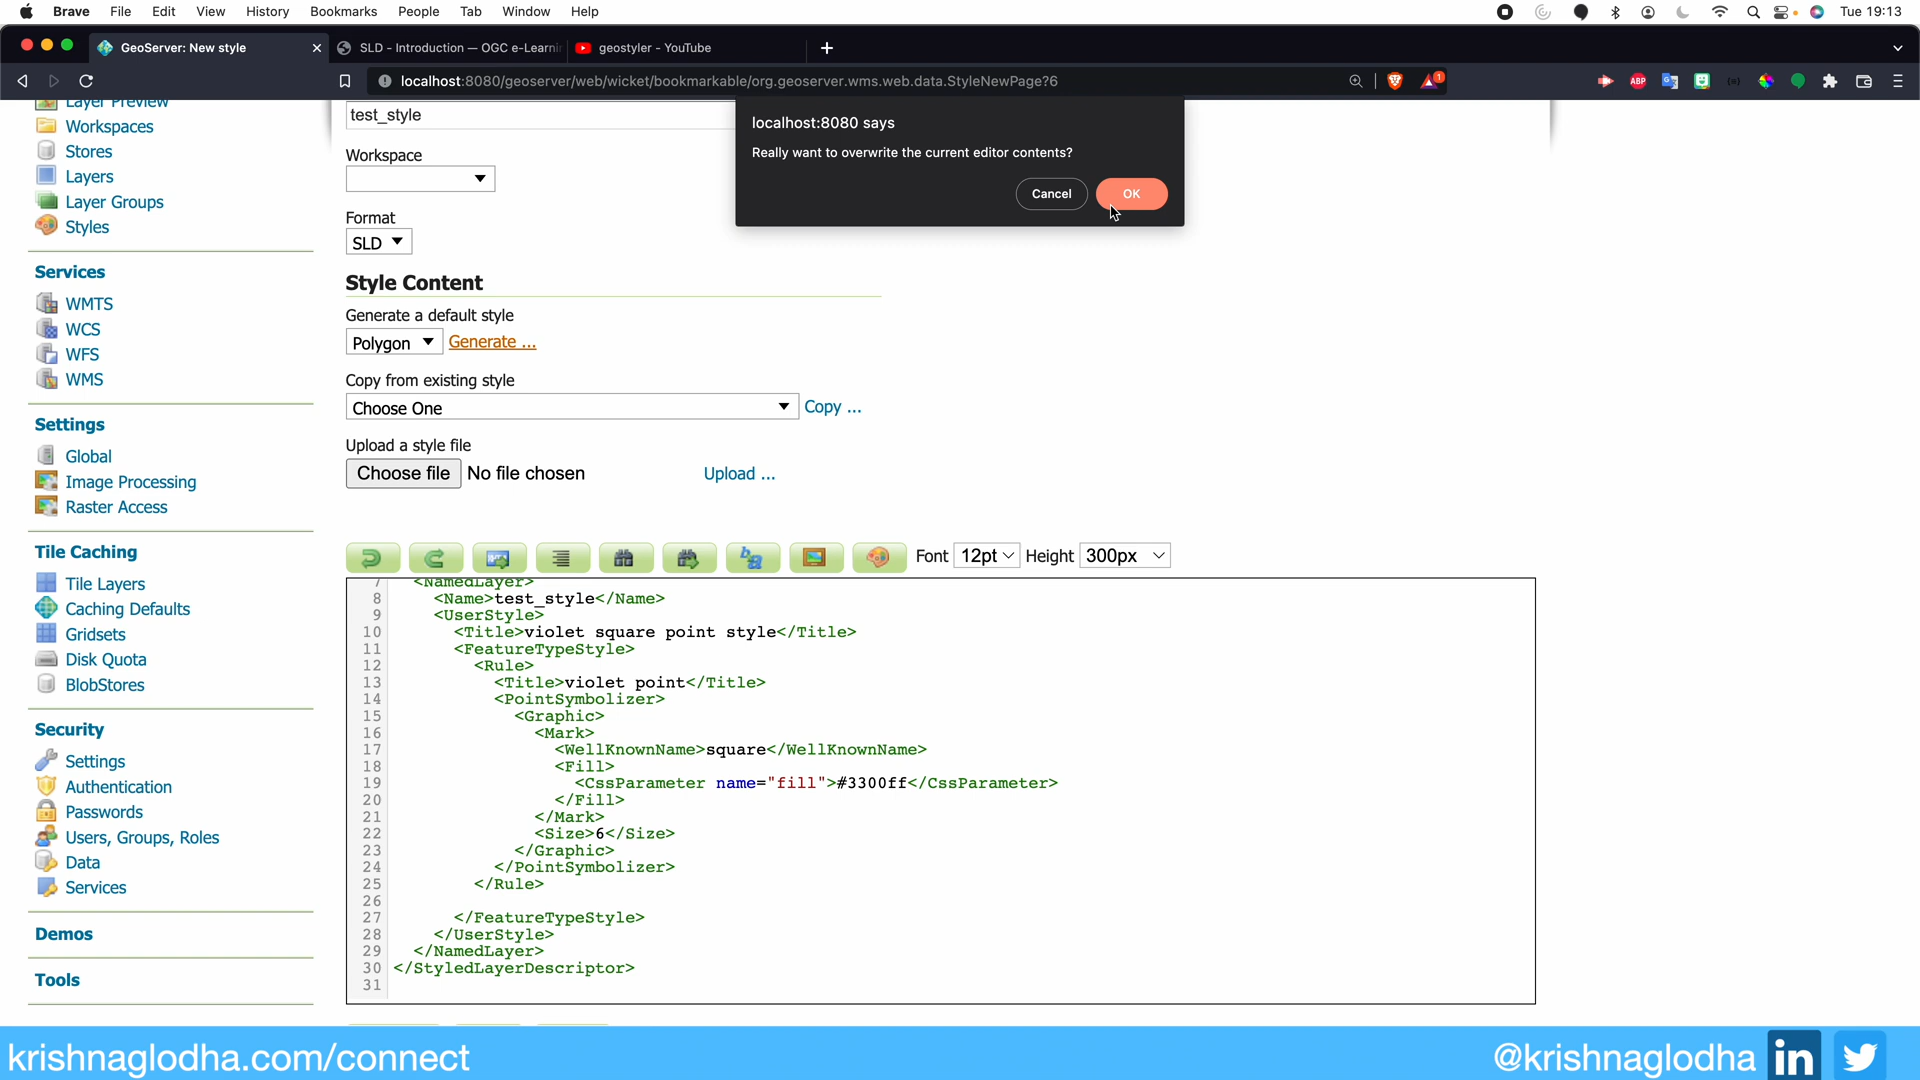 Brave File Edit View History Bookmarks People Tab Window Help Tue 19:13
GeoServer: New style SLD - Introduction — OGC e-Learni geostyler - YouTube
localhost:8080/geoserver/web/wicket/bookmarkable/org.geoserver.wms.web.data.StyleNewPage?6
ABP
1
localhost:8080 says
Really want to overwrite the current editor contents?
Cancel OK
Layer Preview
Workspaces
Stores
Layers
Layer Groups
Styles
Services
WMTS
WCS
WFS
WMS
Settings
Global
Image Processing
Raster Access
Tile Caching
Tile Layers
Caching Defaults
Gridsets
Disk Quota
BlobStores
Security
Settings
Authentication
Passwords
Users, Groups, Roles
Data
Services
Demos
Tools
test_style
Workspace
Format
SLD
Style Content
Generate a default style
Polygon Generate ...
Copy from existing style
Choose One Copy ...
Upload a style file
Choose file No file chosen Upload ...
Font 12pt Height 300px
7 <NamedLayer>
8 <Name>test_style</Name>
9 <UserStyle>
10 <Title>violet square point style</Title>
11 <FeatureTypeStyle>
12 <Rule>
13 <Title>violet point</Title>
14 <PointSymbolizer>
15 <Graphic>
16 <Mark>
17 <WellKnownName>square</WellKnownName>
18 <Fill>
19 <CssParameter name="fill">#3300ff</CssParameter>
20 </Fill>
21 </Mark>
22 <Size>6</Size>
23 </Graphic>
24 </PointSymbolizer>
25 </Rule>
26
27 </FeatureTypeStyle>
28 </UserStyle>
29 </NamedLayer>
30 </StyledLayerDescriptor>
31
krishnaglodha.com/connect @krishnaglodha in